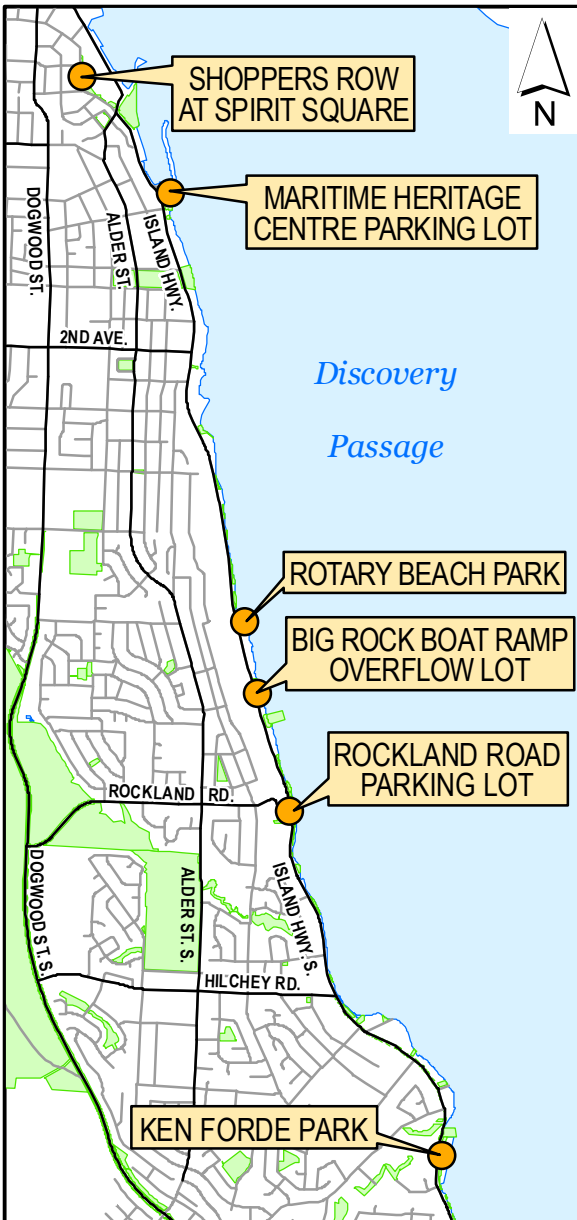 SHOPPERS ROW
AT SPIRIT SQUARE
N
MARITIME HERITAGE
CENTRE PARKING LOT
DOGWOOD ST.
ALDER ST.
ISLAND HWY.
2ND AVE.
Discovery
Passage
ROTARY BEACH PARK
BIG ROCK BOAT RAMP
OVERFLOW LOT
ROCKLAND ROAD
PARKING LOT
ROCKLAND RD.
DOGWOOD ST. S.
ALDER ST. S.
ISLAND HWY. S.
HILCHEY RD.
KEN FORDE PARK